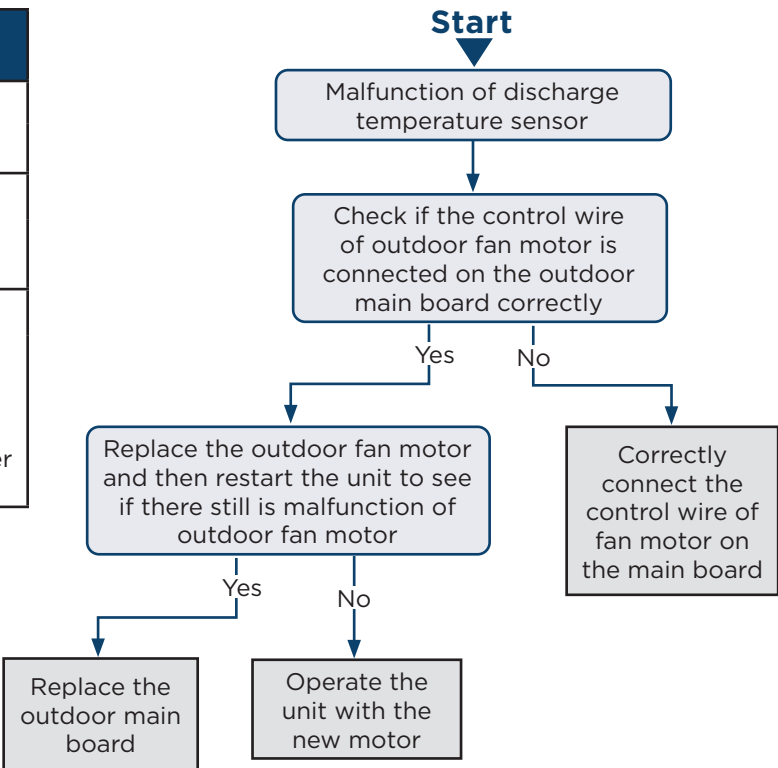 Start
Malfunction of discharge
temperature sensor
Check if the control wire
of outdoor fan motor is
connected on the outdoor
main board correctly
Yes
No
Replace the outdoor fan motor
and then restart the unit to see
if there still is malfunction of
outdoor fan motor
Correctly
connect the
control wire of
fan motor on
the main board
Yes
No
Replace the
outdoor main
board
Operate the
unit with the
new motor